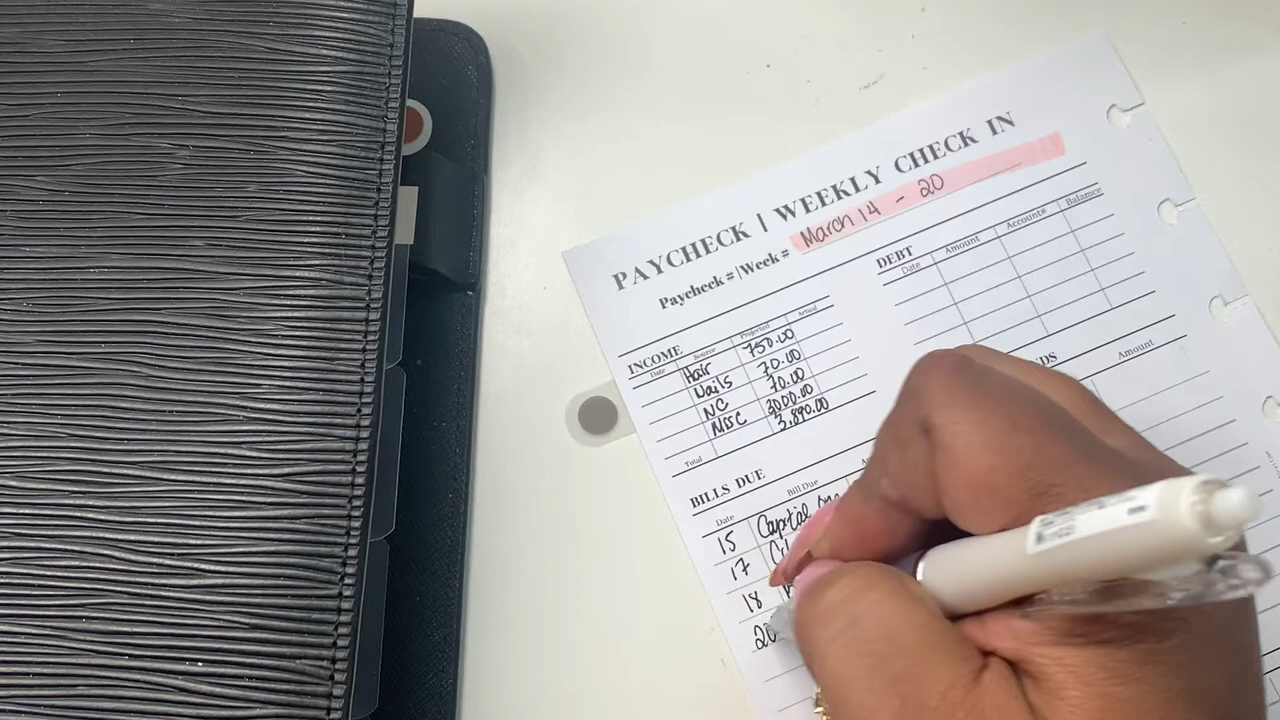 PAYCHECK | WEEKLY CHECK IN
Paycheck #|Week# March 14 - 20
INCOME
Date Source Projected Actual
Hair 750.00
Nails 70.00
NC 70.00
NJSC 3000.00
Total 3,890.00
DEBT
Date Amount Account# Balance
Amount
BILLS DUE
Date Bill Due
15 Capital One
17
18
20